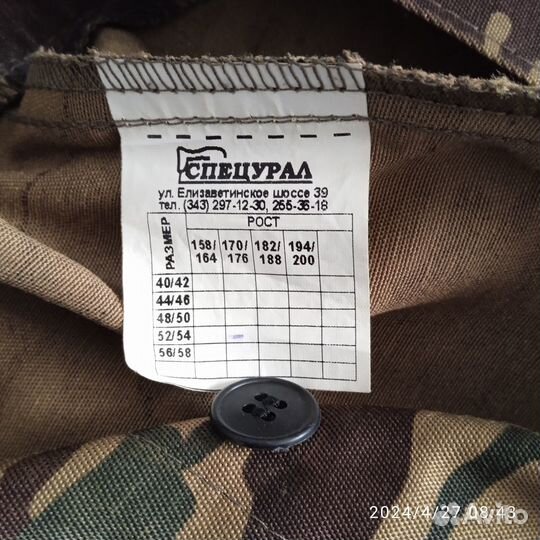 СПЕЦУРАЛ
ул. Елизаветинское шоссе 39
тел. (343) 297-12-30, 255-36-18
РАЗМЕР РОСТ
158/164 170/176 182/188 194/200
40/42
44/46
48/50
52/54
56/58
2024/4/27 08:43
Avito